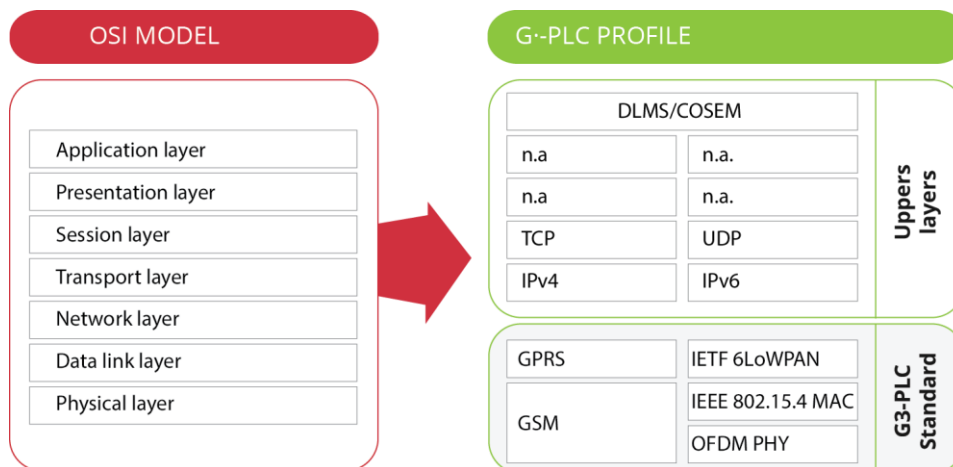 OSI MODEL
Application layer
Presentation layer
Session layer
Transport layer
Network layer
Data link layer
Physical layer
G·-PLC PROFILE
DLMS/COSEM
n.a n.a.
n.a n.a.
TCP UDP
IPv4 IPv6
Uppers
layers
GPRS IETF 6LoWPAN
GSM IEEE 802.15.4 MAC
OFDM PHY
G3-PLC
Standard